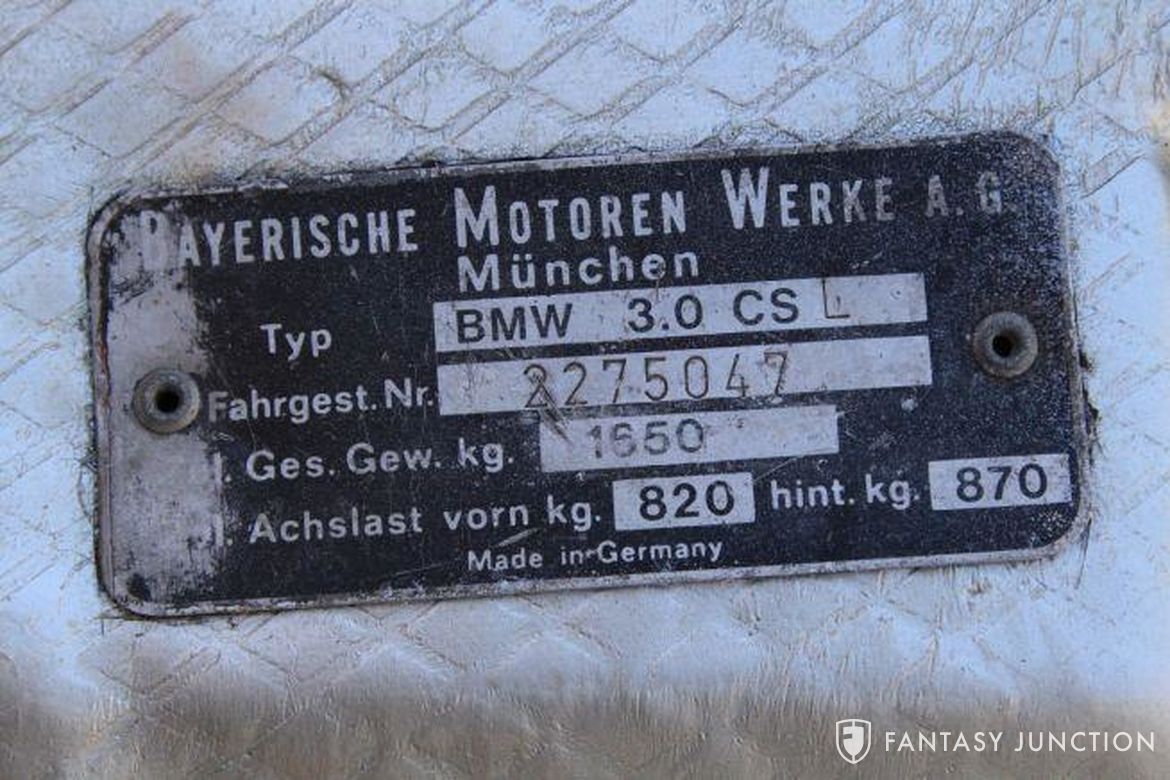 BAYERISCHE MOTOREN WERKE A.G.
München
Typ BMW 3.0 CS L
Fahrgest. Nr. 2275047
. Ges. Gew. kg. 1650
. Achslast vorn kg. 820 hint. kg. 870
Made in Germany
FANTASY JUNCTION